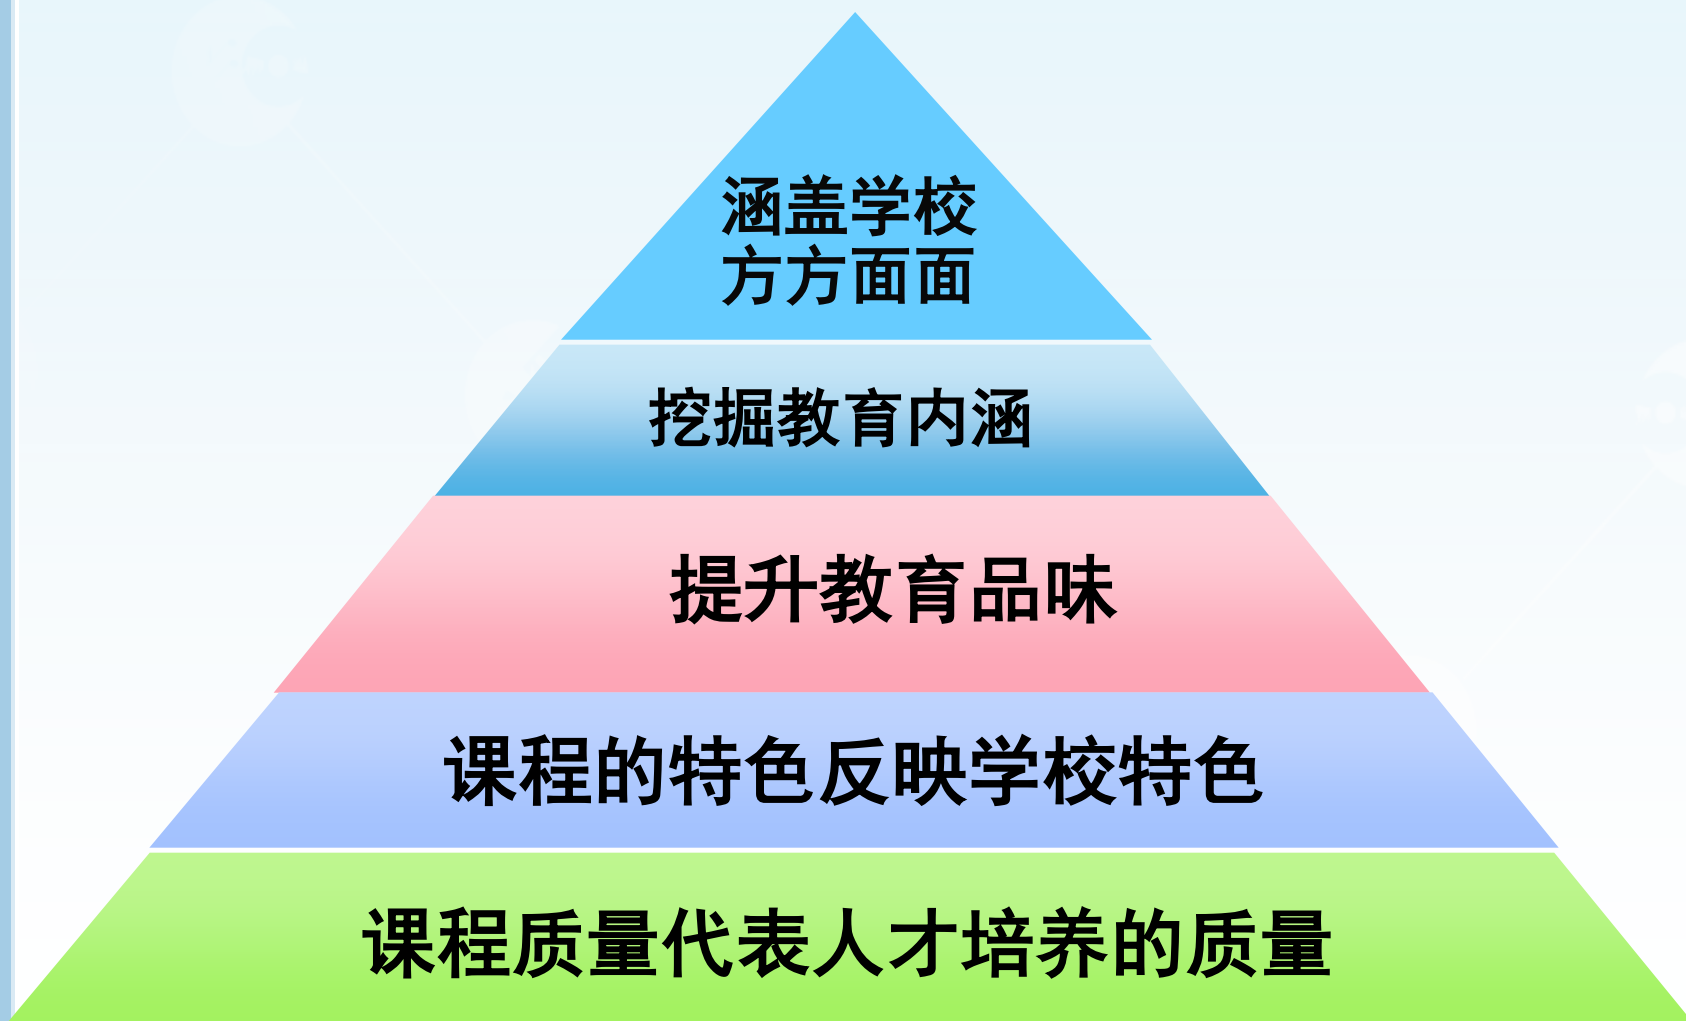 涵盖学校
方方面面
挖掘教育内涵
提升教育品味
课程的特色反映学校特色
课程质量代表人才培养的质量